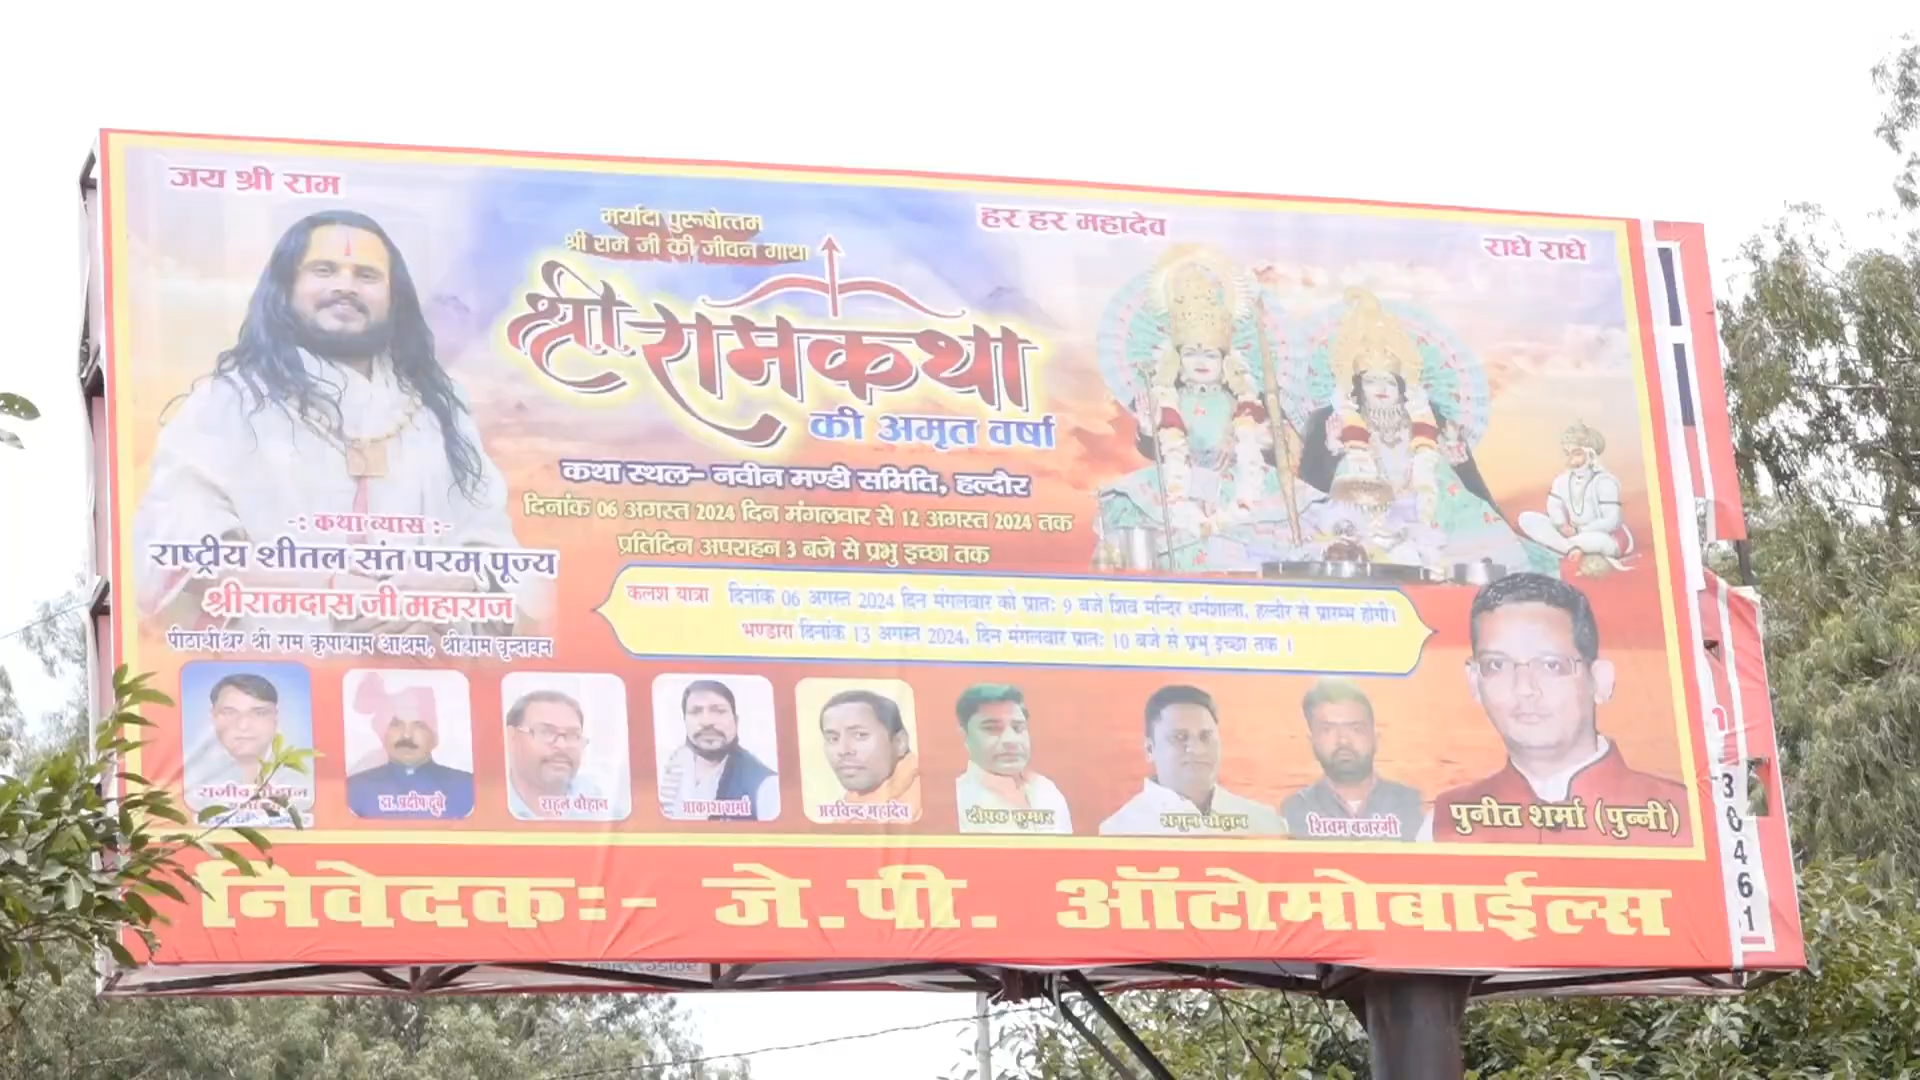 जय श्री राम
हर हर महादेव
राधे राधे
मर्यादा पुरूषोत्तम
श्री राम जी की जीवन गाथा
श्री रामकथा
की अमृत वर्षा
कथा स्थल- नवीन मण्डी समिति, हल्दौर
दिनांक 06 अगस्त 2024 दिन मंगलवार से 12 अगस्त 2024 तक
प्रतिदिन अपराहन 3 बजे से प्रभु इच्छा तक
-: कथा व्यास :-
राष्ट्रीय शीतल संत परम् पूज्य
श्रीरामदास जी महाराज
पीठाधीश्वर श्री राम कृपाधाम आश्रम, श्रीधाम वृन्दावन
कलश यात्रा दिनांक 06 अगस्त 2024 दिन मंगलवार को प्रातः 9 बजे शिव मन्दिर धर्मशाला, हल्दौर से प्रारम्भ होगी।
भण्डारा दिनांक 13 अगस्त 2024, दिन मंगलवार प्रातः 10 बजे से प्रभु इच्छा तक ।
राजीव चौहान
डा. प्रदीप दुबे
राहुल चौहान
आकाश शर्मा
अरविन्द महादेव
दीपक कुमार
सगुन चौहान
शिवम बजरंगी
पुनीत शर्मा (पुन्नी)
निवेदकः- जे.पी. ऑटोमोबाईल्स
30461